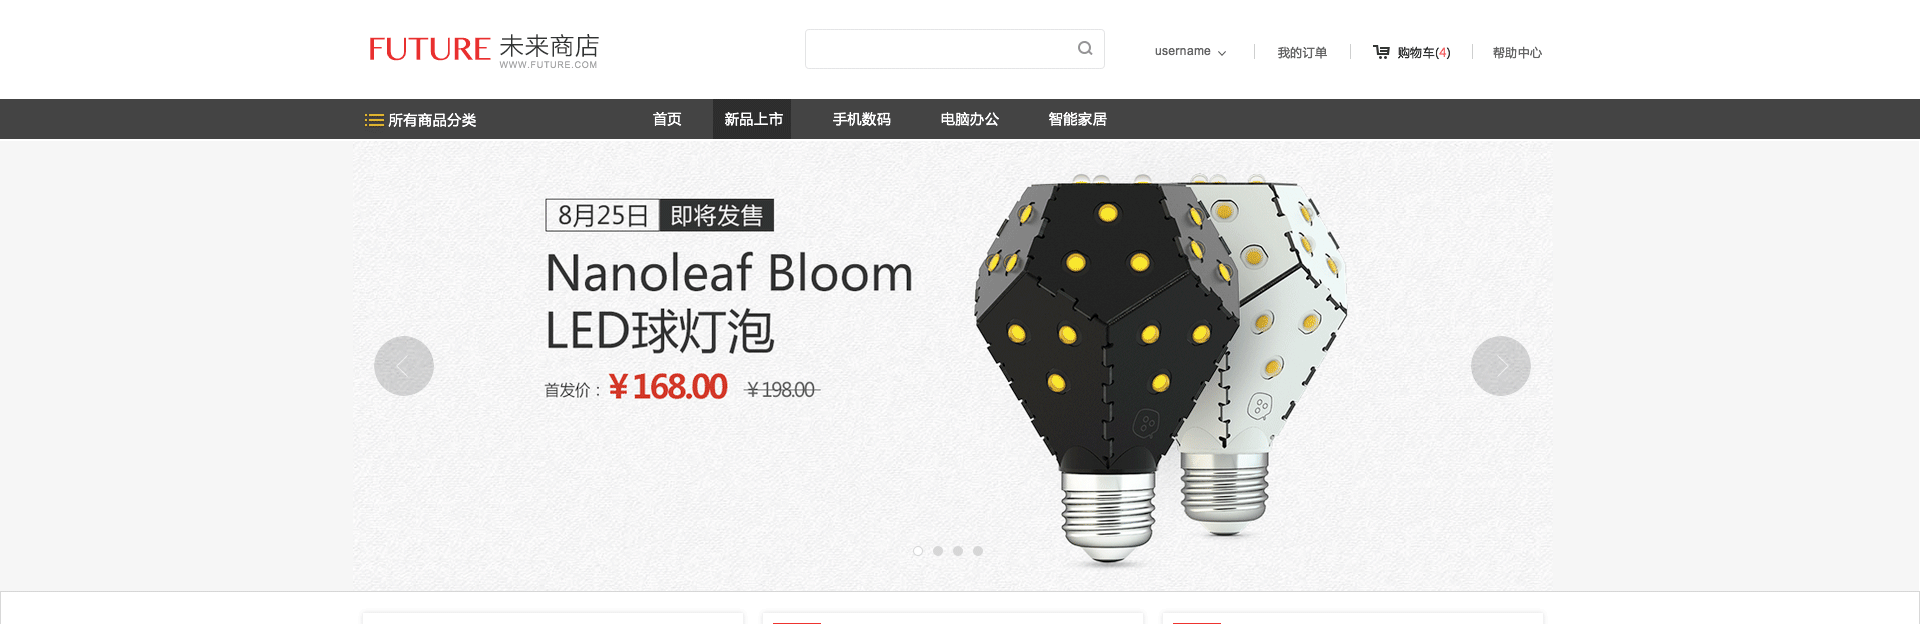 FUTURE 未来商店
WWW.FUTURE.COM
username
我的订单
购物车(4)
帮助中心
所有商品分类
首页
新品上市
手机数码
电脑办公
智能家居
8月25日 即将发售
Nanoleaf Bloom
LED球灯泡
首发价：￥168.00 ￥198.00